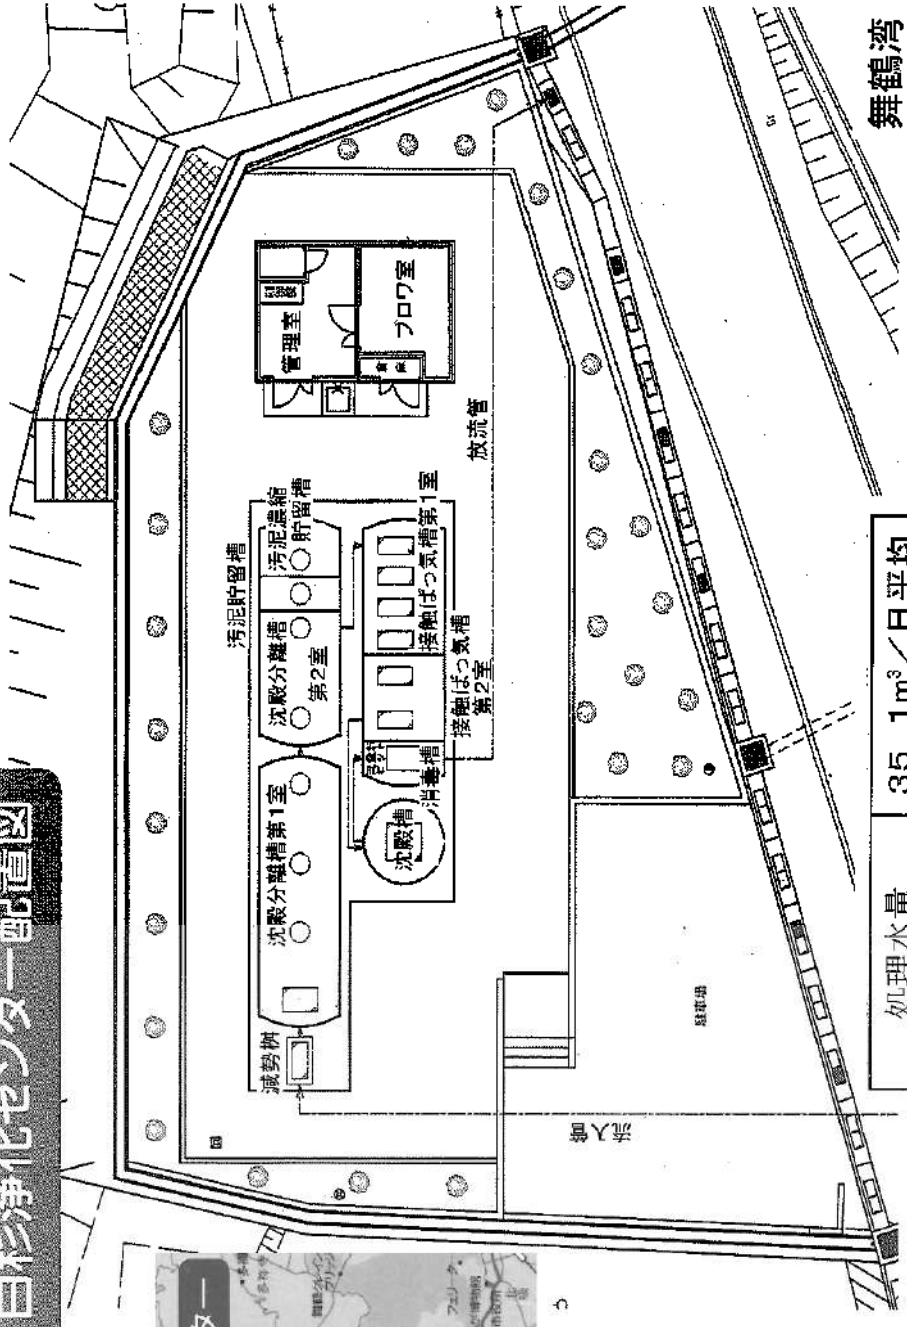 白杉浄化センター配置図
舞鶴湾
管理室
ブロワ室
放流管
汚泥貯留槽
汚泥濃縮
貯留槽
沈殿分離槽
第2室
接触ばっ気槽第1室
接触ばっ気槽
第2室
沈殿分離槽第1室
消毒槽
沈殿槽
減勢桝
流入管
駐車場
処理水量
35.1m³/日平均
ター